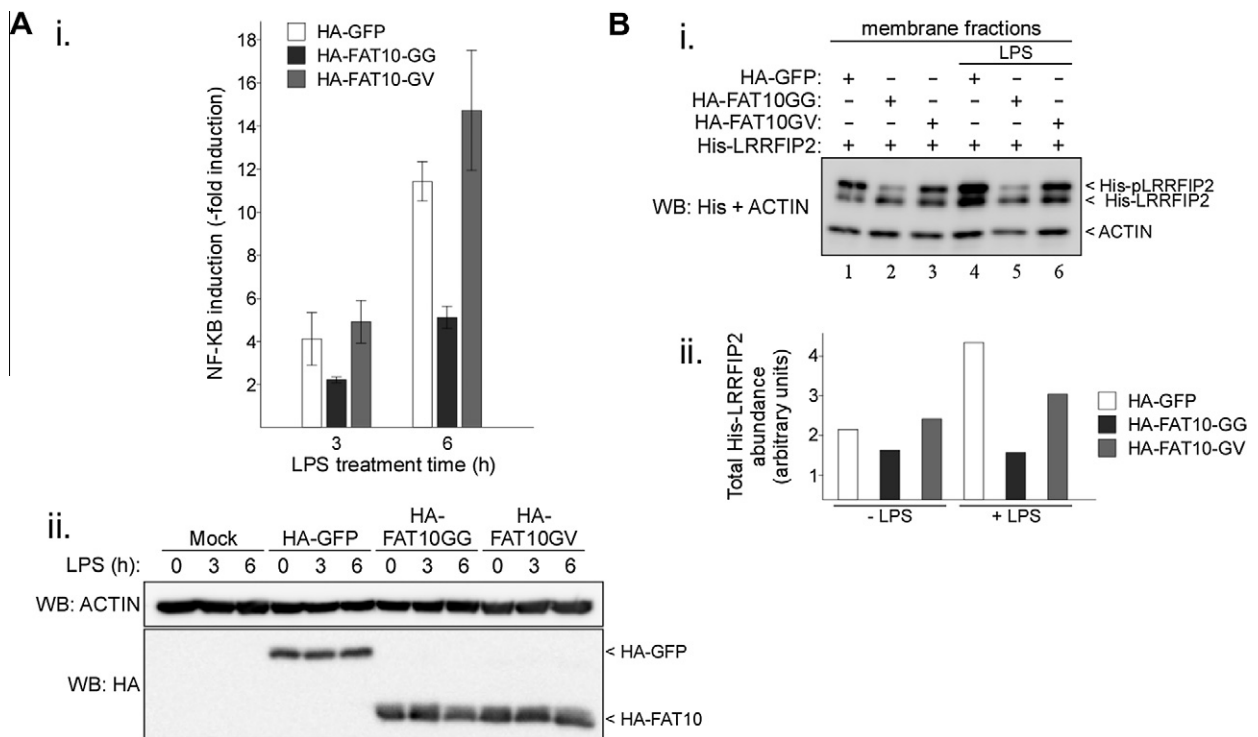 A
i.
HA-GFP
HA-FAT10-GG
HA-FAT10-GV
NF-KB induction (-fold induction)
18
16
14
12
10
8
6
4
2
3 6
LPS treatment time (h)
ii.
Mock HA-GFP HA-FAT10GG HA-FAT10GV
LPS (h): 0 3 6 0 3 6 0 3 6 0 3 6
WB: ACTIN
WB: HA
< HA-GFP
< HA-FAT10
B
i.
membrane fractions
LPS
HA-GFP: + – – + – –
HA-FAT10GG: – + – – + –
HA-FAT10GV: – – + – – +
His-LRRFIP2: + + + + + +
WB: His + ACTIN
< His-pLRRFIP2
< His-LRRFIP2
< ACTIN
1 2 3 4 5 6
ii.
Total His-LRRFIP2
abundance
(arbitrary units)
4
3
2
1
- LPS + LPS
HA-GFP
HA-FAT10-GG
HA-FAT10-GV